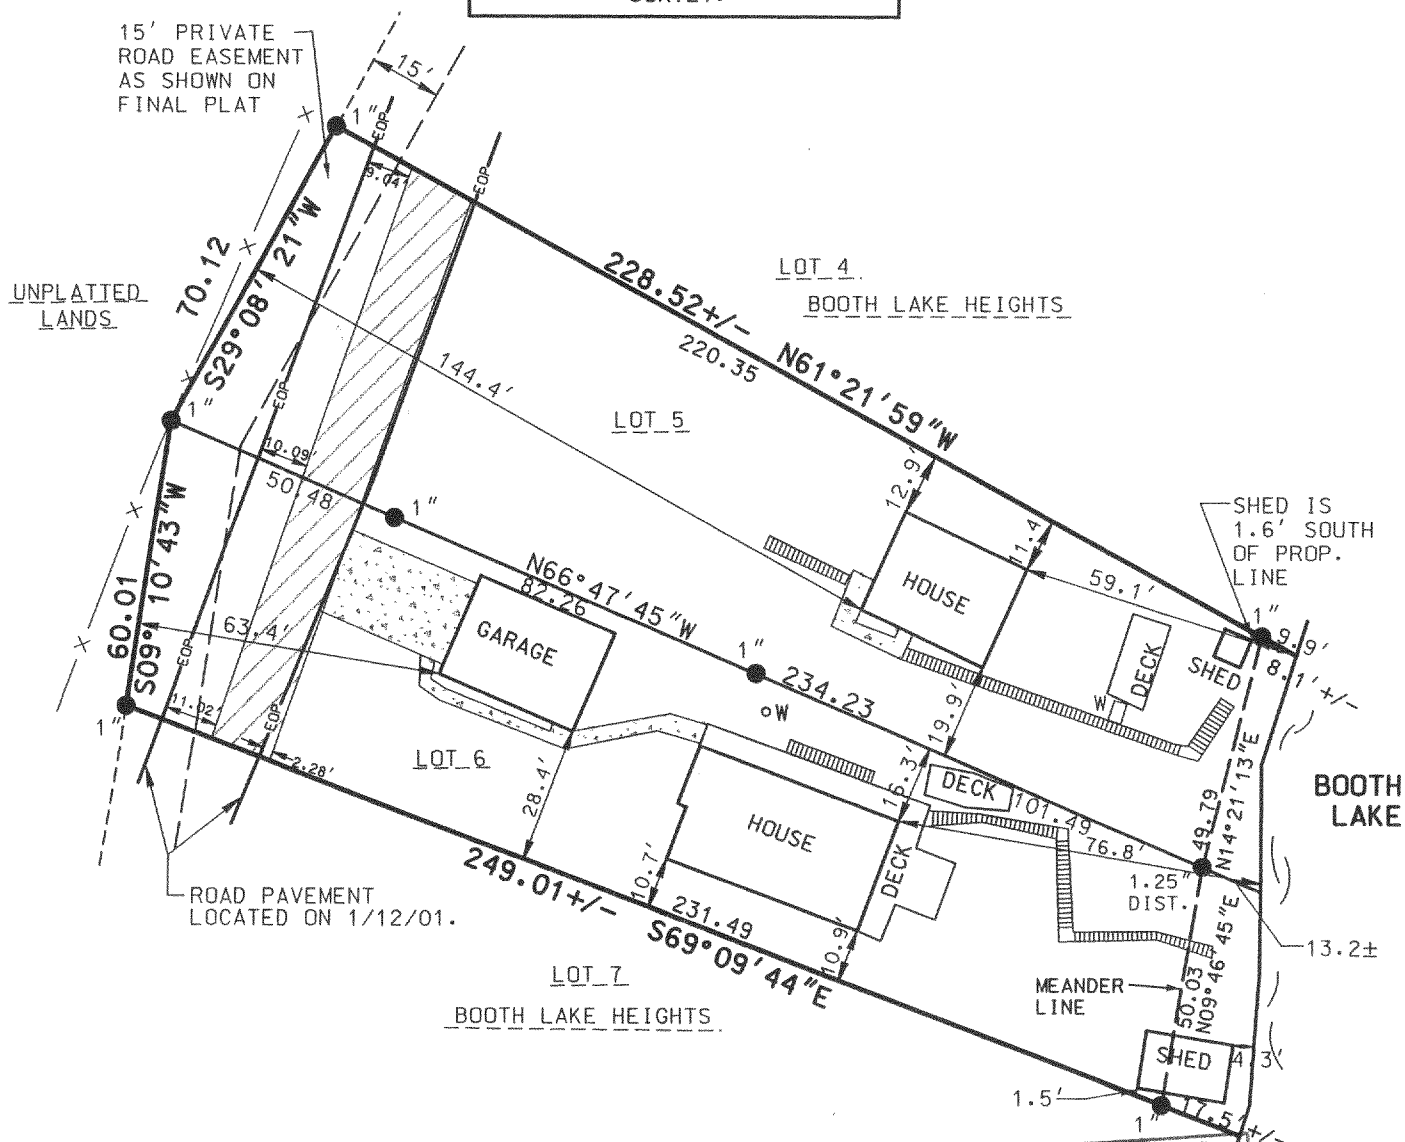 15' PRIVATE
ROAD EASEMENT
AS SHOWN ON
FINAL PLAT
15'
1"
EOP
EOP
9.04'
70.12
S29°08'21"W
UNPLATTED
LANDS
LOT 4
BOOTH LAKE HEIGHTS
228.52+/-
220.35
N61°21'59"W
144.4'
LOT 5
1"
EOP
10.09'
50.48
1"
12.9'
11.4
HOUSE
59.1'
SHED IS
1.6' SOUTH
OF PROP.
LINE
1"
9.9'
8.1'+/-
SHED
DECK
W
N66°47'45"W
82.26
GARAGE
60.01
S09°10'43"W
63.4'
EOP
11.02'
1"
EOP
2.28'
1"
234.23
W
19.9'
16.3'
LOT 6
28.4'
HOUSE
DECK
101.49
76.8'
DECK
49.79
N14°21'13"E
BOOTH
LAKE
1.25"
DIST.
13.2±
10.7'
249.01+/-
231.49
S69°09'44"E
10.9'
ROAD PAVEMENT
LOCATED ON 1/12/01.
LOT 7
BOOTH LAKE HEIGHTS
MEANDER
LINE
50.03
N09°46'45"E
SHED
4.3'
1.5'
1"
17.51+/-